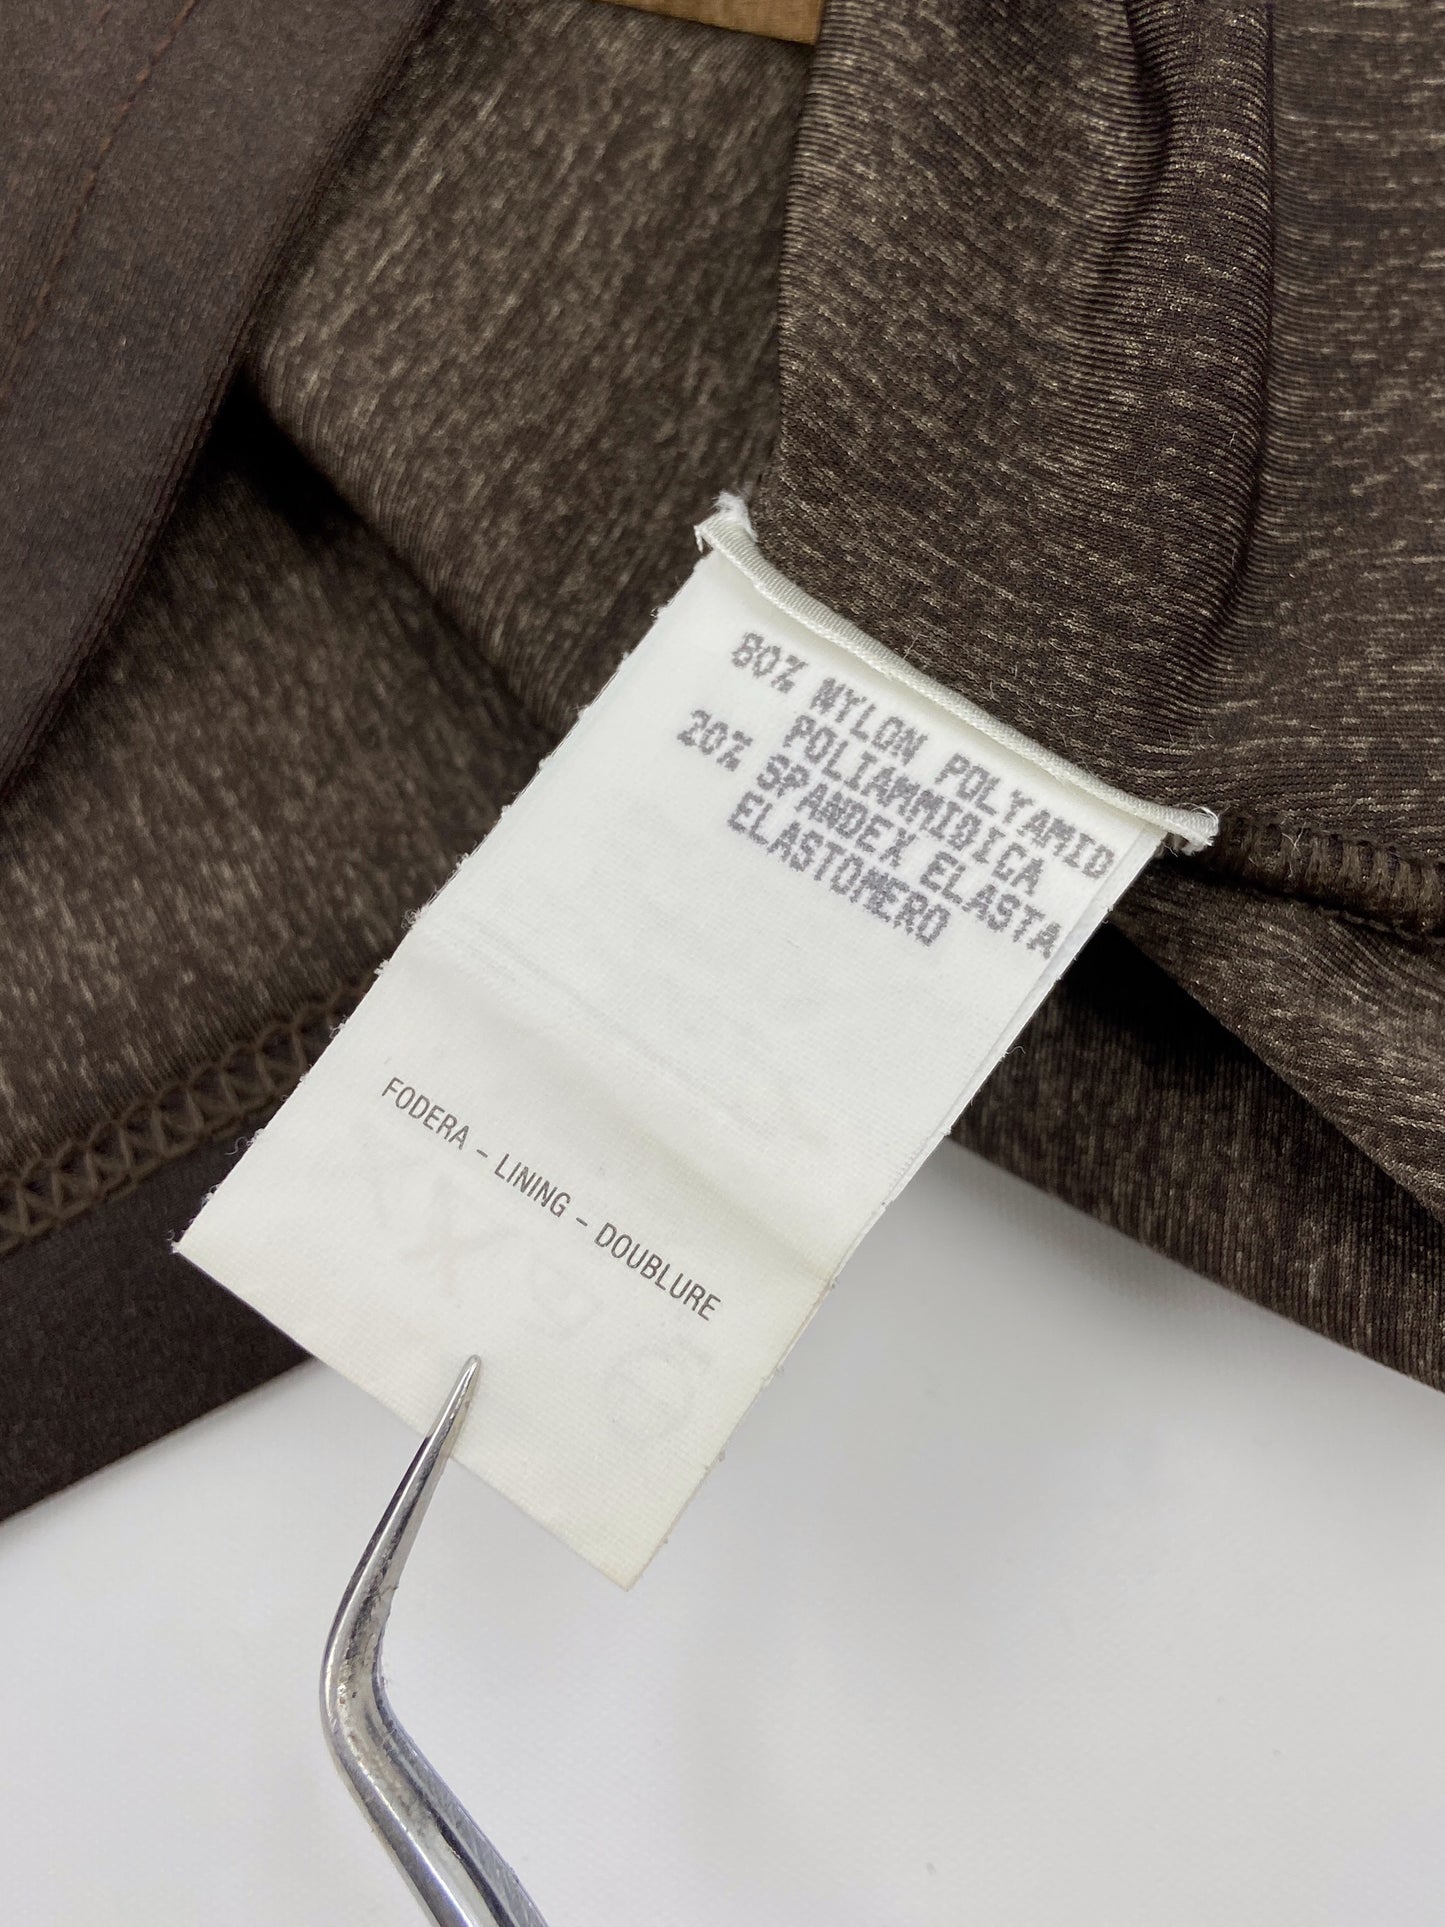 80% NYLON POLYAMID
POLIAMMIDICA
20% SPANDEX ELASTA
ELASTOMERO
FODERA - LINING - DOUBLURE